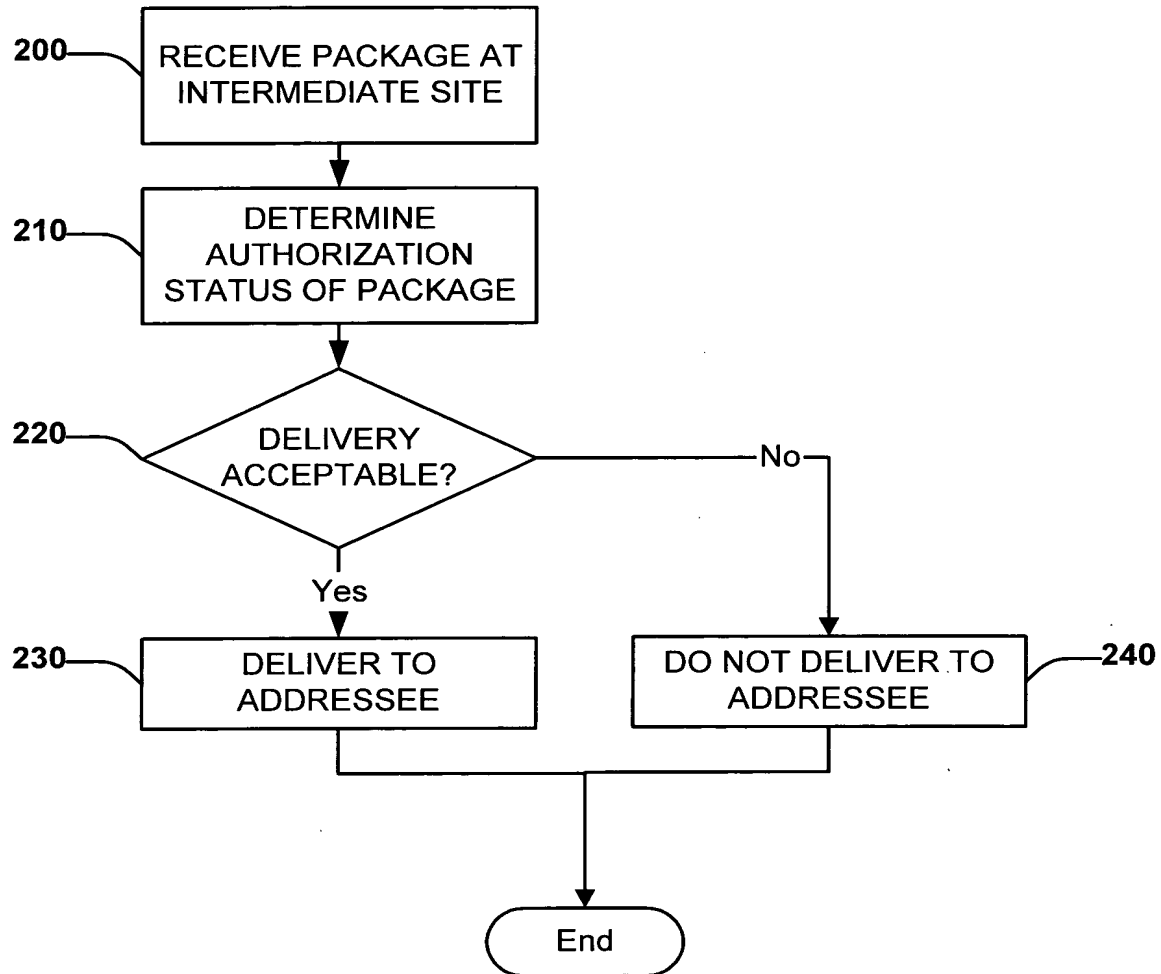 200
RECEIVE PACKAGE AT
INTERMEDIATE SITE
210
DETERMINE
AUTHORIZATION
STATUS OF PACKAGE
220
DELIVERY
ACCEPTABLE?
No
Yes
230
DELIVER TO
ADDRESSEE
DO NOT DELIVER TO
ADDRESSEE
240
End